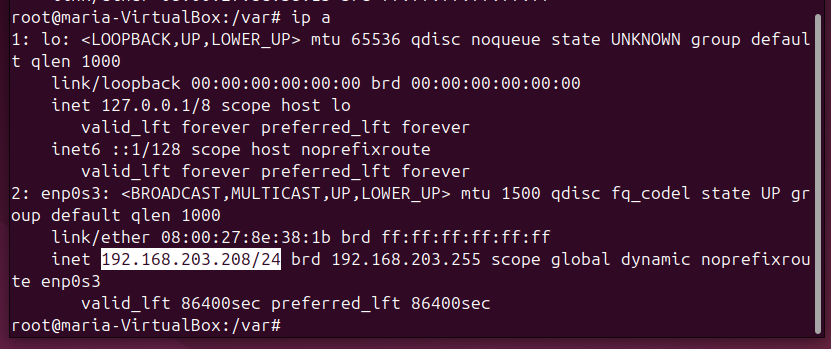 root@maria-VirtualBox:/var# ip a
1: lo: <LOOPBACK,UP,LOWER_UP> mtu 65536 qdisc noqueue state UNKNOWN group defaul
t qlen 1000
    link/loopback 00:00:00:00:00:00 brd 00:00:00:00:00:00
    inet 127.0.0.1/8 scope host lo
       valid_lft forever preferred_lft forever
    inet6 ::1/128 scope host noprefixroute
       valid_lft forever preferred_lft forever
2: enp0s3: <BROADCAST,MULTICAST,UP,LOWER_UP> mtu 1500 qdisc fq_codel state UP gr
oup default qlen 1000
    link/ether 08:00:27:8e:38:1b brd ff:ff:ff:ff:ff:ff
    inet 192.168.203.208/24 brd 192.168.203.255 scope global dynamic noprefixrou
te enp0s3
       valid_lft 86400sec preferred_lft 86400sec
root@maria-VirtualBox:/var#